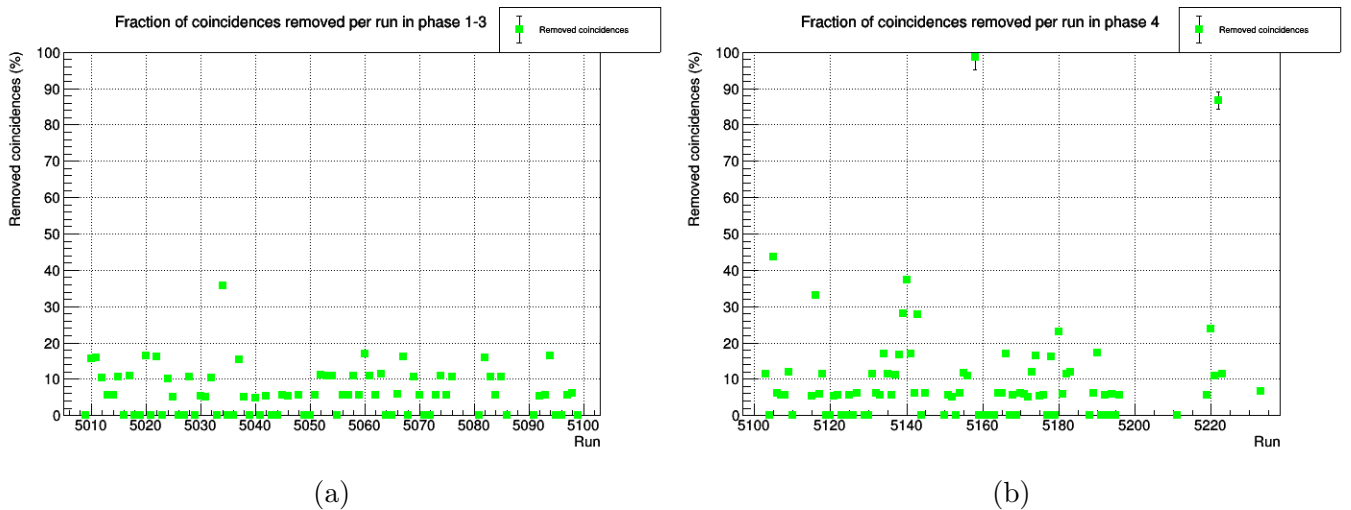 Fraction of coincidences removed per run in phase 1-3
Removed coincidences
Removed coincidences (%)
100
90
80
70
60
50
40
30
20
10
0
5010 5020 5030 5040 5050 5060 5070 5080 5090 5100
Run
(a)
Fraction of coincidences removed per run in phase 4
Removed coincidences
Removed coincidences (%)
100
90
80
70
60
50
40
30
20
10
0
5100 5120 5140 5160 5180 5200 5220
Run
(b)